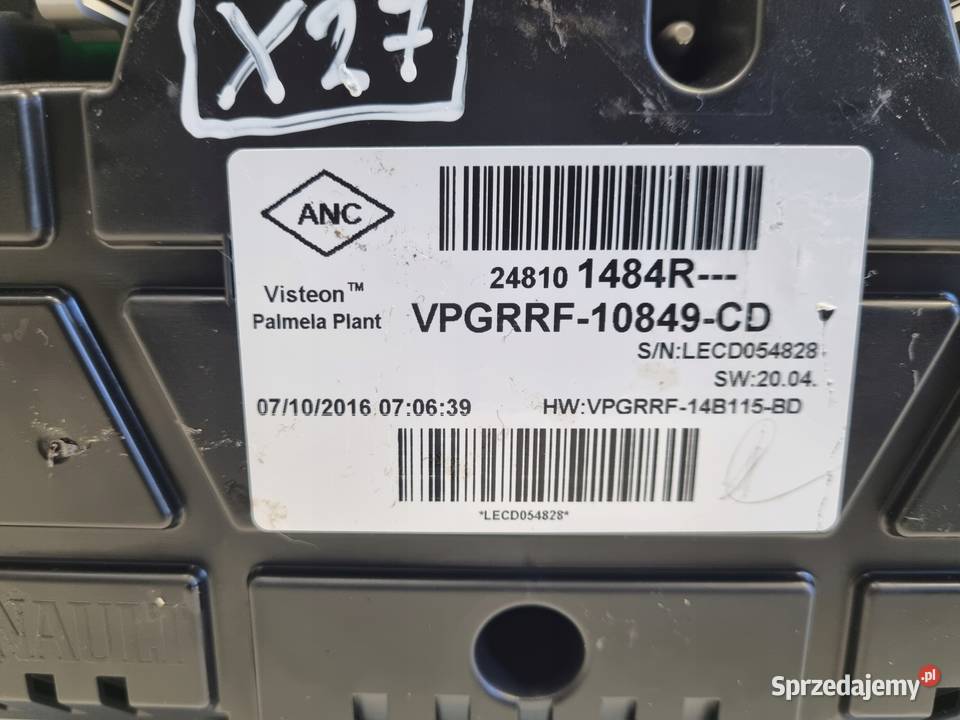 X27
ANC
24810 1484R---
Visteon™
Palmela Plant
VPGRRF-10849-CD
S/N:LECD054828
SW:20.04.
07/10/2016 07:06:39
HW:VPGRRF-14B115-BD
*LECD054828*
NAULT
Sprzedajemy.pl